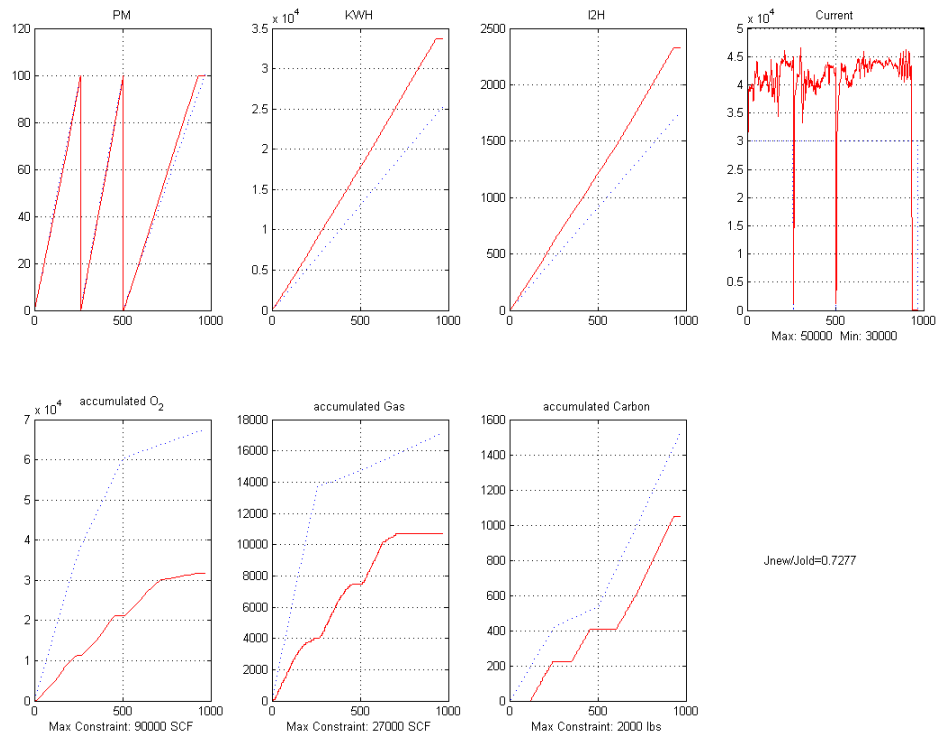 PM
120
100
80
60
40
20
0
0 500 1000
KWH
x 10^4
3.5
3
2.5
2
1.5
1
0.5
0
0 500 1000
I2H
2500
2000
1500
1000
500
0
0 500 1000
Current
x 10^4
5
4.5
4
3.5
3
2.5
2
1.5
1
0.5
0
0 500 1000
Max: 50000 Min: 30000
accumulated O_2
x 10^4
7
6
5
4
3
2
1
0
0 500 1000
Max Constraint: 90000 SCF
accumulated Gas
18000
16000
14000
12000
10000
8000
6000
4000
2000
0
0 500 1000
Max Constraint: 27000 SCF
accumulated Carbon
1600
1400
1200
1000
800
600
400
200
0
0 500 1000
Max Constraint: 2000 lbs
Jnew/Jold=0.7277